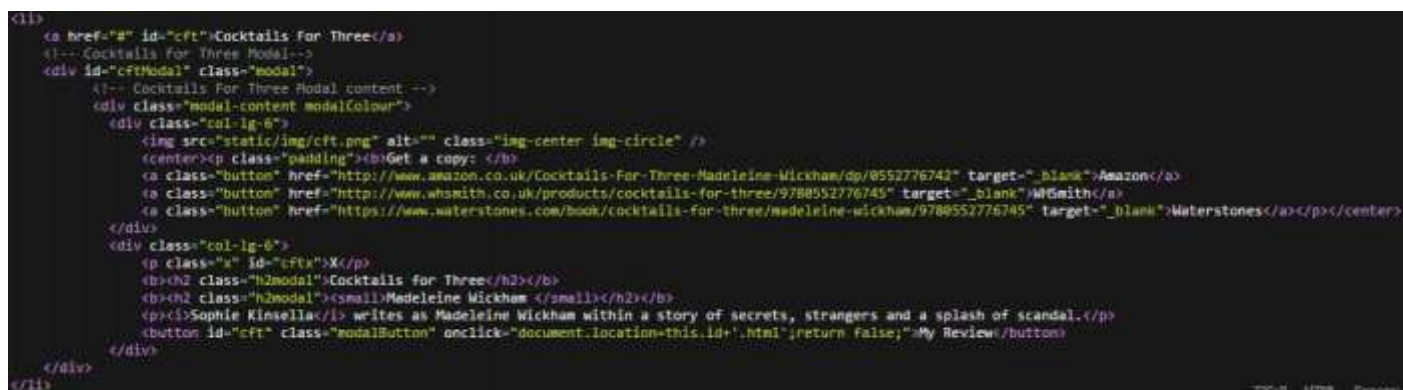 <li>
<a href="#" id="cft">Cocktails For Three</a>
<!-- Cocktails for Three Modal-->
<div id="cftModal" class="modal">
<!-- Cocktails For Three Modal content -->
<div class="modal-content modalColour">
<div class="col-lg-6">
<img src="static/img/cft.png" alt="" class="img-center img-circle" />
<center><p class="padding"><b>Get a copy: </b>
<a class="button" href="http://www.amazon.co.uk/Cocktails-For-Three-Madeleine-Wickham/dp/0552776742" target="_blank">Amazon</a>
<a class="button" href="http://www.whsmith.co.uk/products/cocktails-for-three/9780552776745" target="_blank">WHSmith</a>
<a class="button" href="https://www.waterstones.com/book/cocktails-for-three/madeleine-wickham/9780552776745" target="_blank">Waterstones</a></p></center>
</div>
<div class="col-lg-6">
<p class="x" id="cftx">X</p>
<b><h2 class="h2modal">Cocktails for Three</h2></b>
<b><h2 class="h2modal"><small>Madeleine Wickham </small></h2></b>
<p><i>Sophie Kinsella</i> writes as Madeleine Wickham within a story of secrets, strangers and a splash of scandal.</p>
<button id="cft" class="modalButton" onclick="document.location=this.id+'.html';return false;">My Review</button>
</div>
</div>
</li>